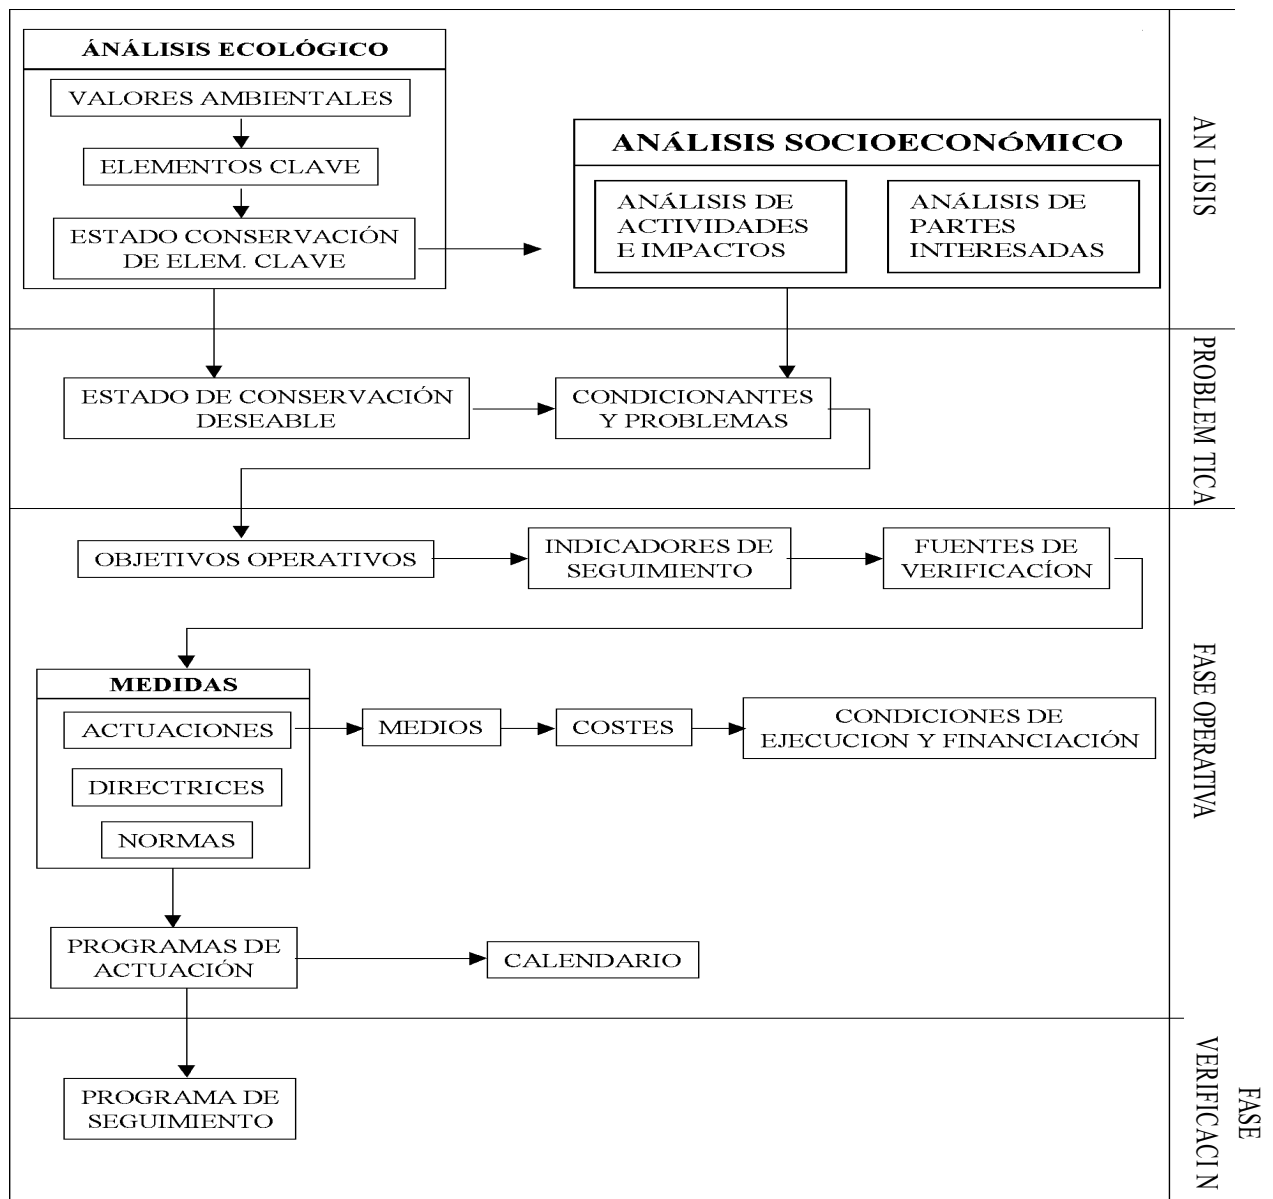 ÁNÁLISIS ECOLÓGICO
VALORES AMBIENTALES
ELEMENTOS CLAVE
ESTADO CONSERVACIÓN
DE ELEM. CLAVE
ANÁLISIS SOCIOECONóMICO
ANÁLISIS DE
ACTIVIDADES
E IMPACTOS
ANÁLISIS DE
PARTES
INTERESADAS
AN LISIS
ESTADO DE CONSERVACIÓN
DESEABLE
CONDICIONANTES
Y PROBLEMAS
PROBLEM TICA
OBJETIVOS OPERATIVOS
INDICADORES DE
SEGUIMIENTO
FUENTES DE
VERIFICACÍON
MEDIDAS
ACTUACIONES
DIRECTRICES
NORMAS
MEDIOS
COSTES
CONDICIONES DE
EJECUCION Y FINANCIACIÓN
PROGRAMAS DE
ACTUACIÓN
CALENDARIO
FASE OPERATIVA
PROGRAMA DE
SEGUIMIENTO
FASE
VERIFICACI N